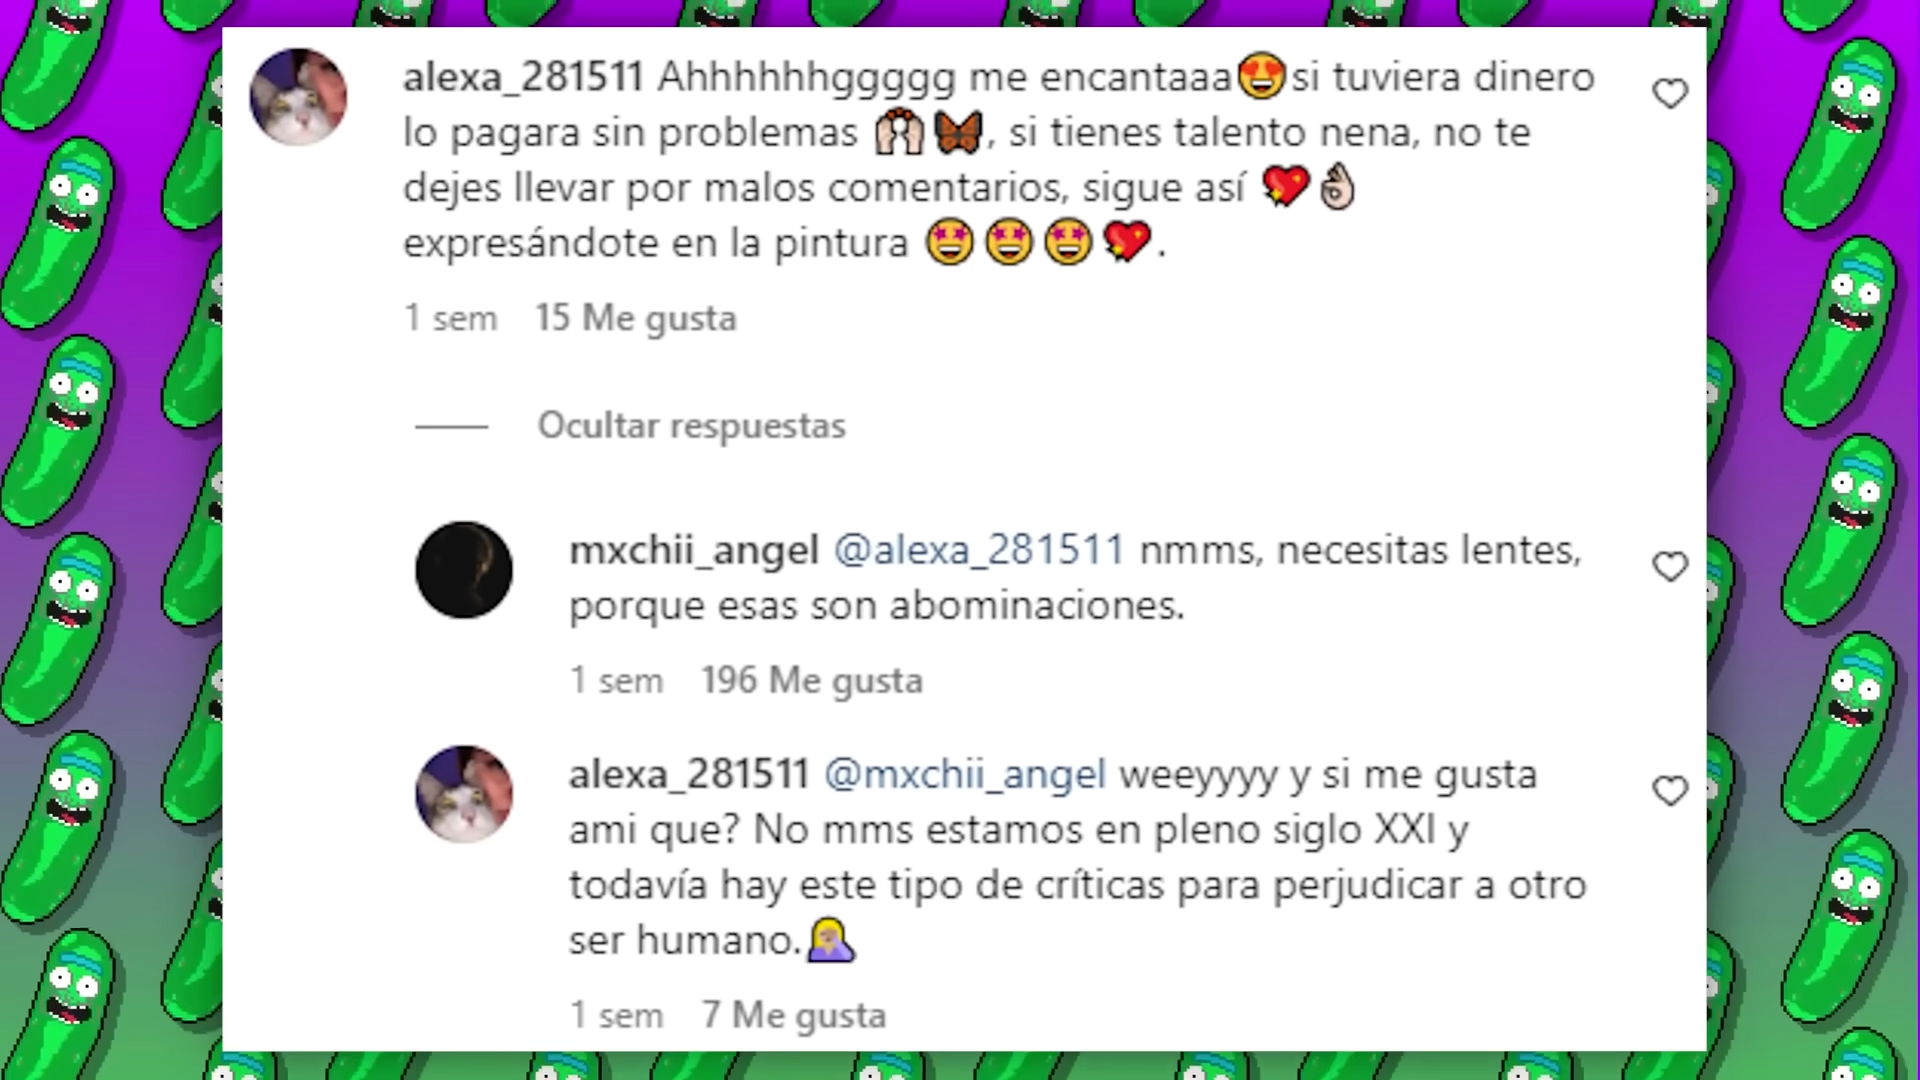 alexa_281511 Ahhhhhhggggg me encantaaa😍si tuviera dinero
lo pagara sin problemas 🙌🏻🦋, si tienes talento nena, no te
dejes llevar por malos comentarios, sigue así 💖👌🏻
expresándote en la pintura 🤩🤩🤩💖.
1 sem 15 Me gusta
Ocultar respuestas
mxchii_angel @alexa_281511 nmms, necesitas lentes,
porque esas son abominaciones.
1 sem 196 Me gusta
alexa_281511 @mxchii_angel weeyyyy y si me gusta
ami que? No mms estamos en pleno siglo XXI y
todavía hay este tipo de críticas para perjudicar a otro
ser humano.🤦🏼‍♀️
1 sem 7 Me gusta